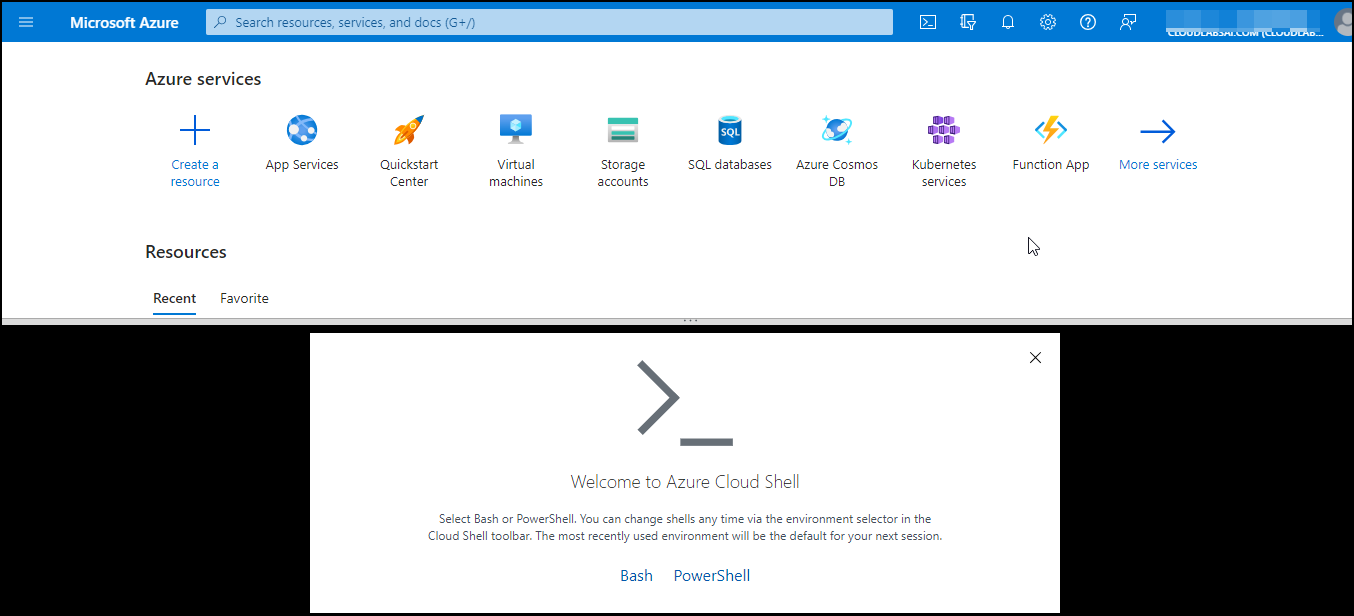 Microsoft Azure
Search resources, services, and docs (G+/)
CLOUDLABSAI.COM (CLOUDLAB...
Azure services
Create a
resource
App Services
Quickstart
Center
Virtual
machines
Storage
accounts
SQL
SQL databases
Azure Cosmos
DB
Kubernetes
services
Function App
More services
Resources
Recent
Favorite
Welcome to Azure Cloud Shell
Select Bash or PowerShell. You can change shells any time via the environment selector in the
Cloud Shell toolbar. The most recently used environment will be the default for your next session.
Bash
PowerShell